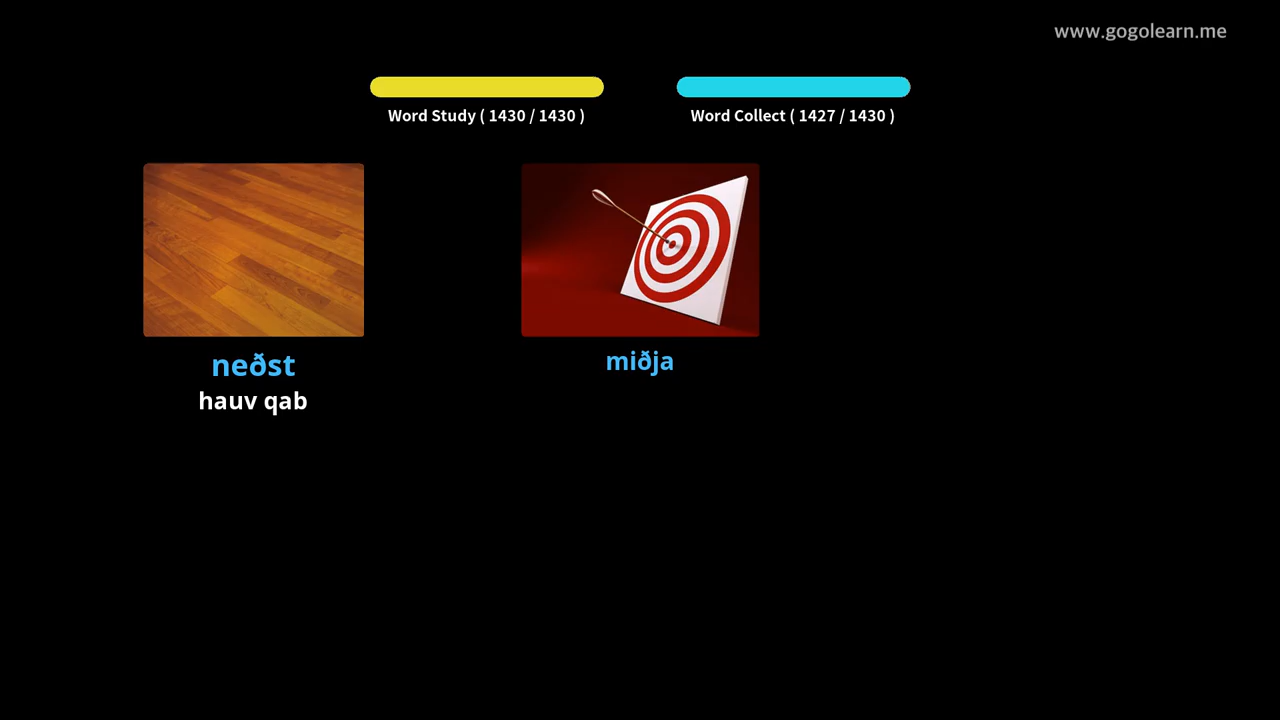 www.gogolearn.me
Word Study ( 1430 / 1430 )
Word Collect ( 1427 / 1430 )
neðst
hauv qab
miðja